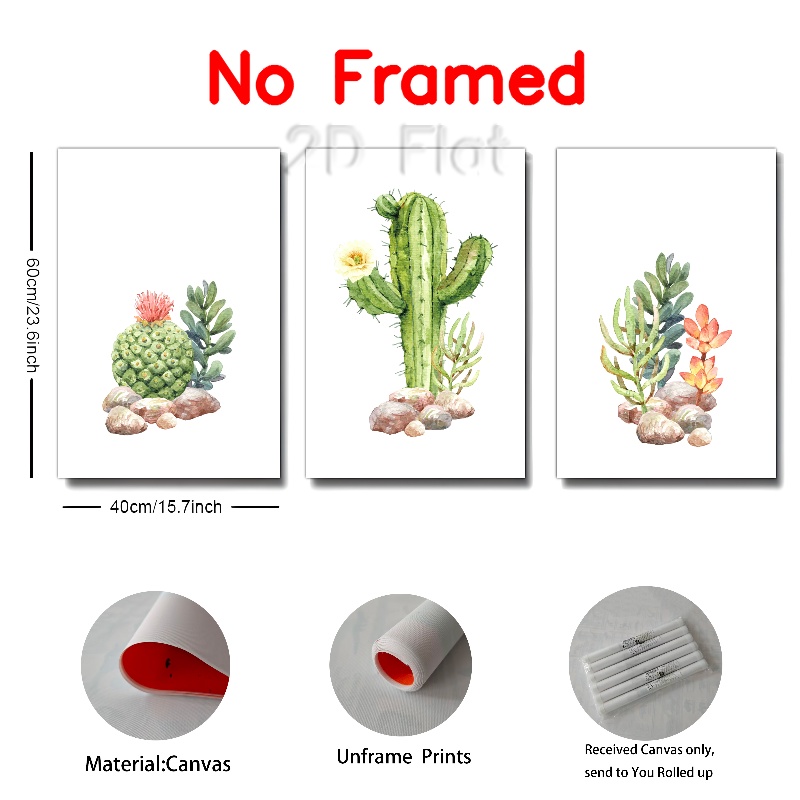 No Framed
2D Flat
60cm/23.6inch
40cm/15.7inch
Material:Canvas
Unframe Prints
Received Canvas only,
send to You Rolled up